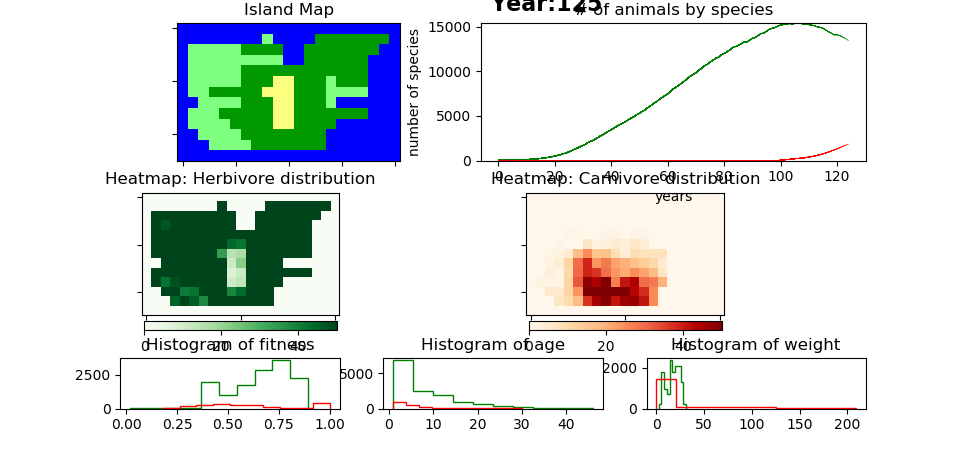 Year:125
Island Map
# of animals by species
number of species
15000
10000
5000
0
0 20 40 60 80 100 120
years
Heatmap: Herbivore distribution
Heatmap: Carnivore distribution
0 20 40
0 20 40
Histogram of fitness
Histogram of age
Histogram of weight
2500
0
0.00 0.25 0.50 0.75 1.00
5000
0
0 10 20 30 40
2000
0
0 50 100 150 200